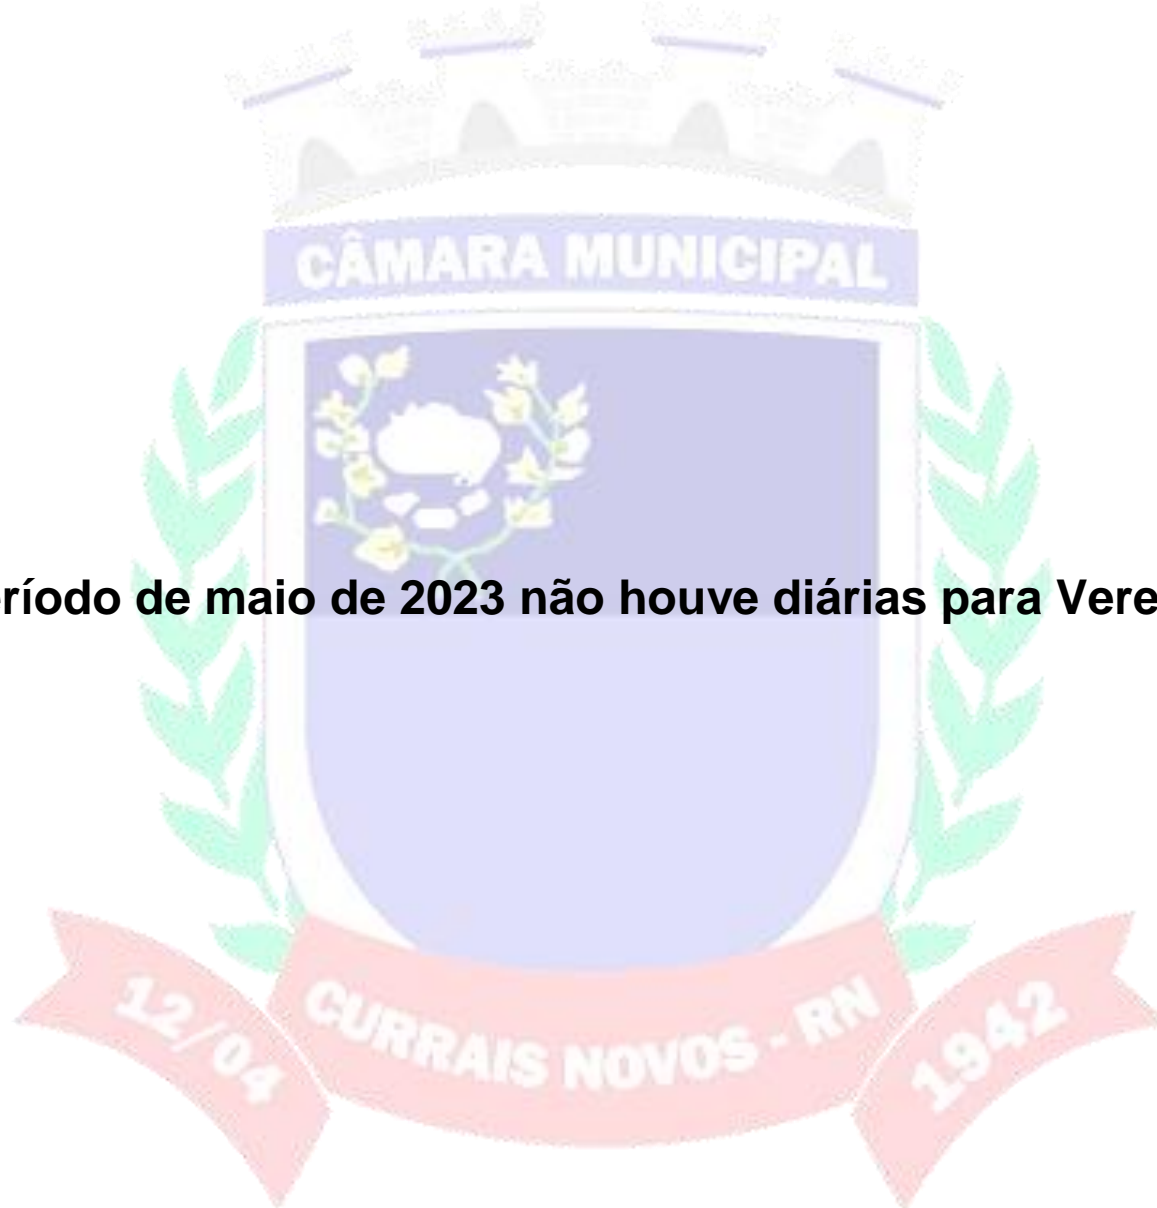 CÂMARA MUNICIPAL
ríodo de maio de 2023 não houve diárias para Vere
12/04
CURRAIS NOVOS - RN
1942